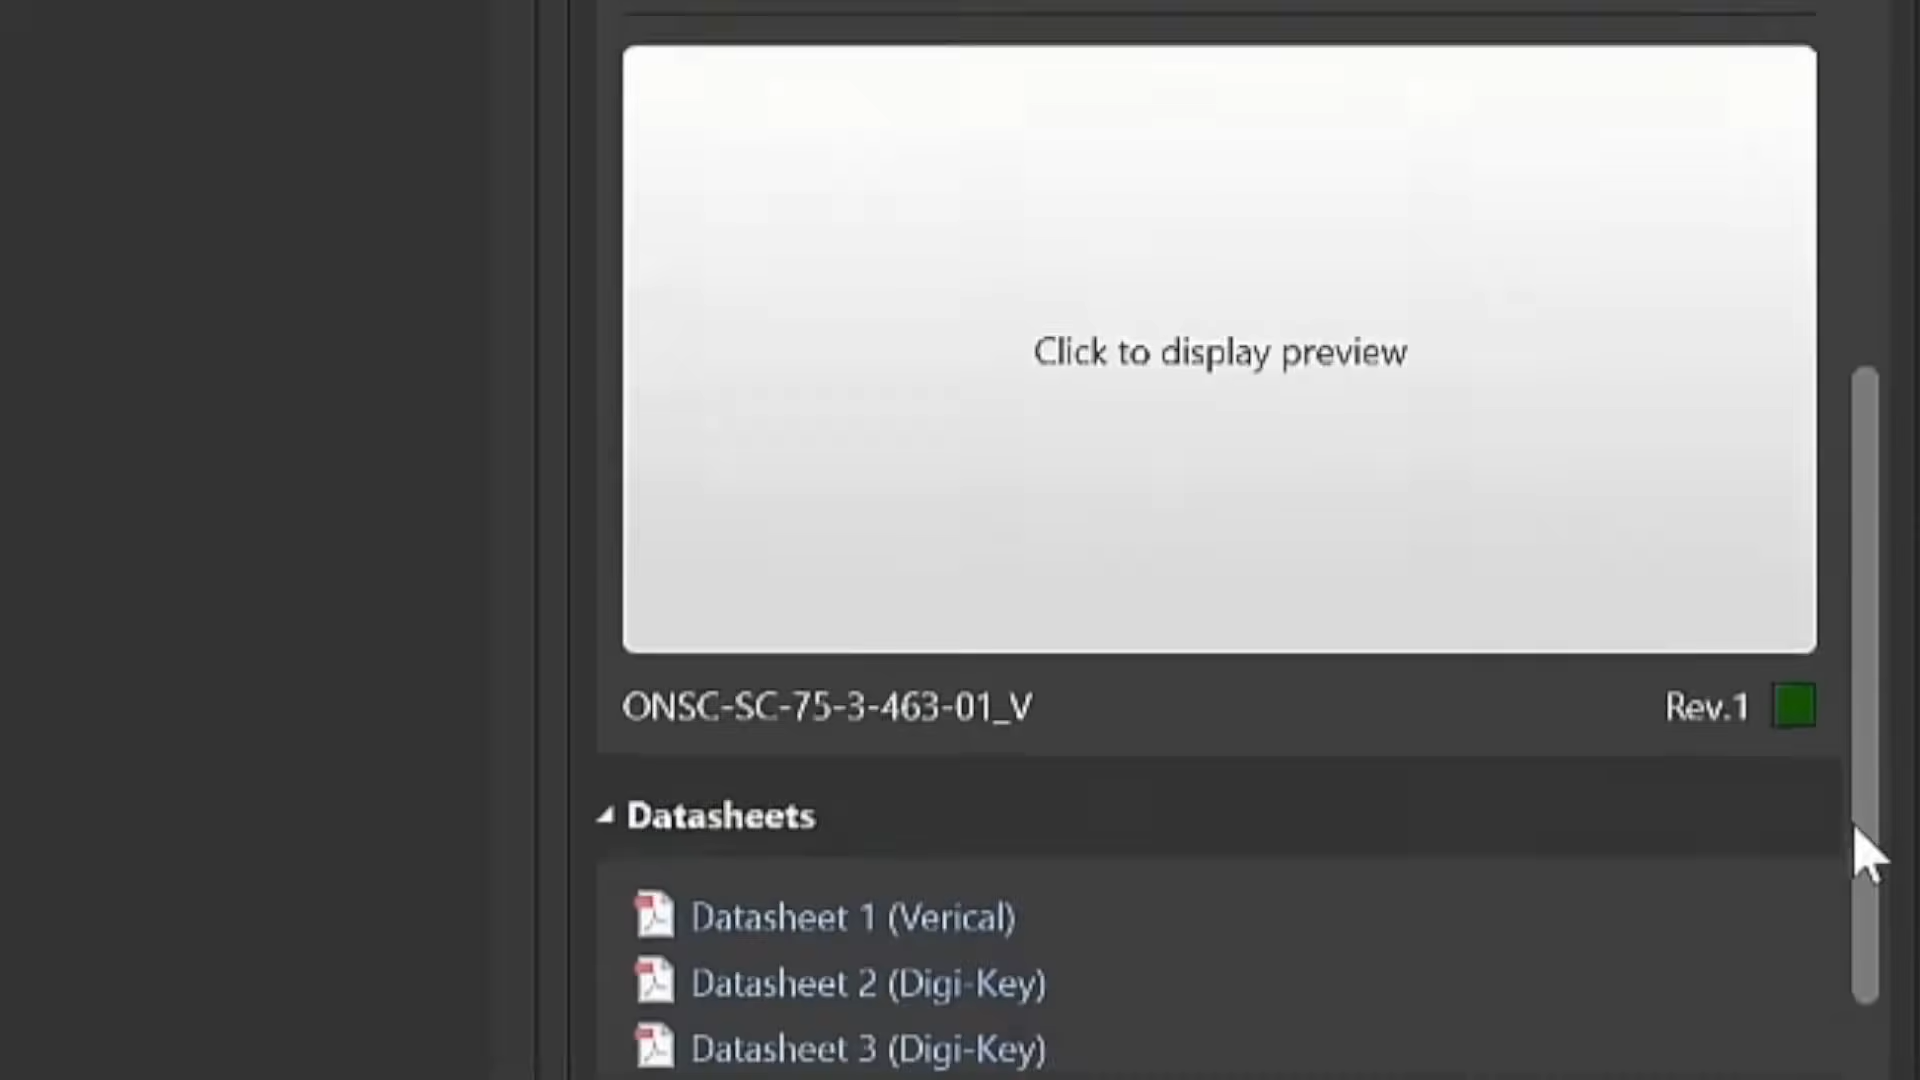 Click to display preview
ONSC-SC-75-3-463-01_V Rev.1
Datasheets
Datasheet 1 (Verical)
Datasheet 2 (Digi-Key)
Datasheet 3 (Digi-Key)